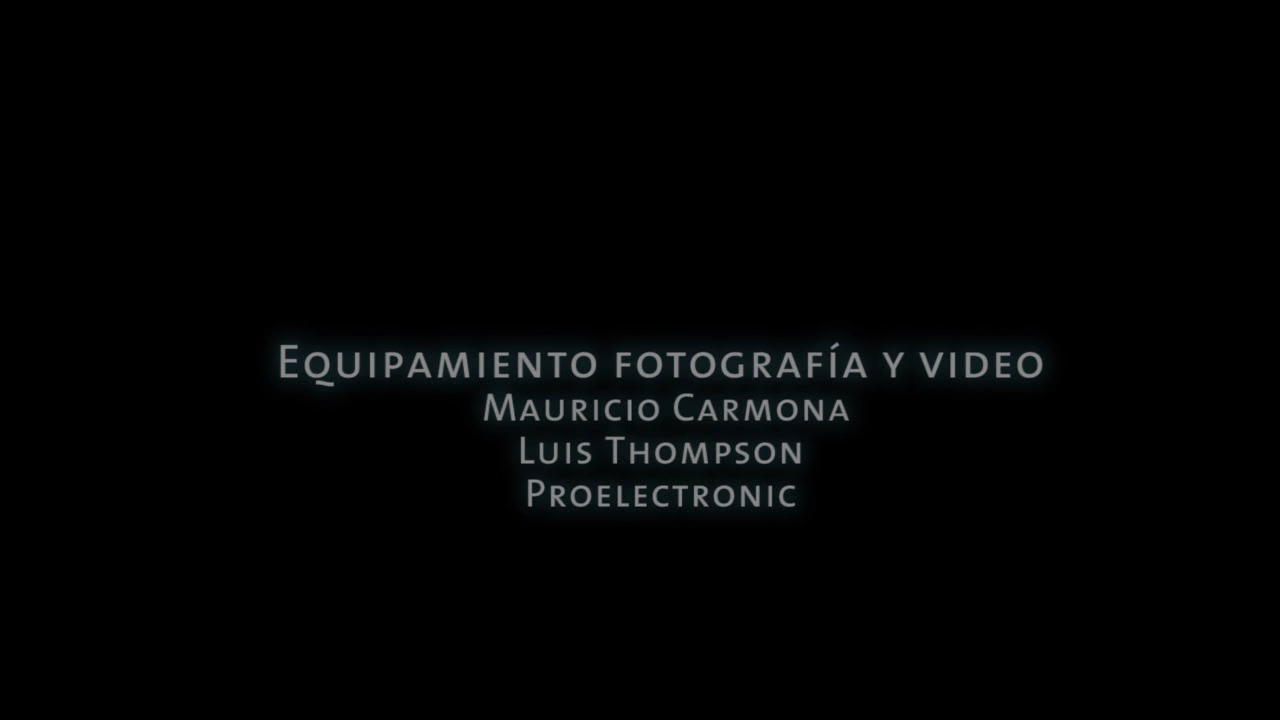 Equipamiento fotografía y video
Mauricio Carmona
Luis Thompson
Proelectronic